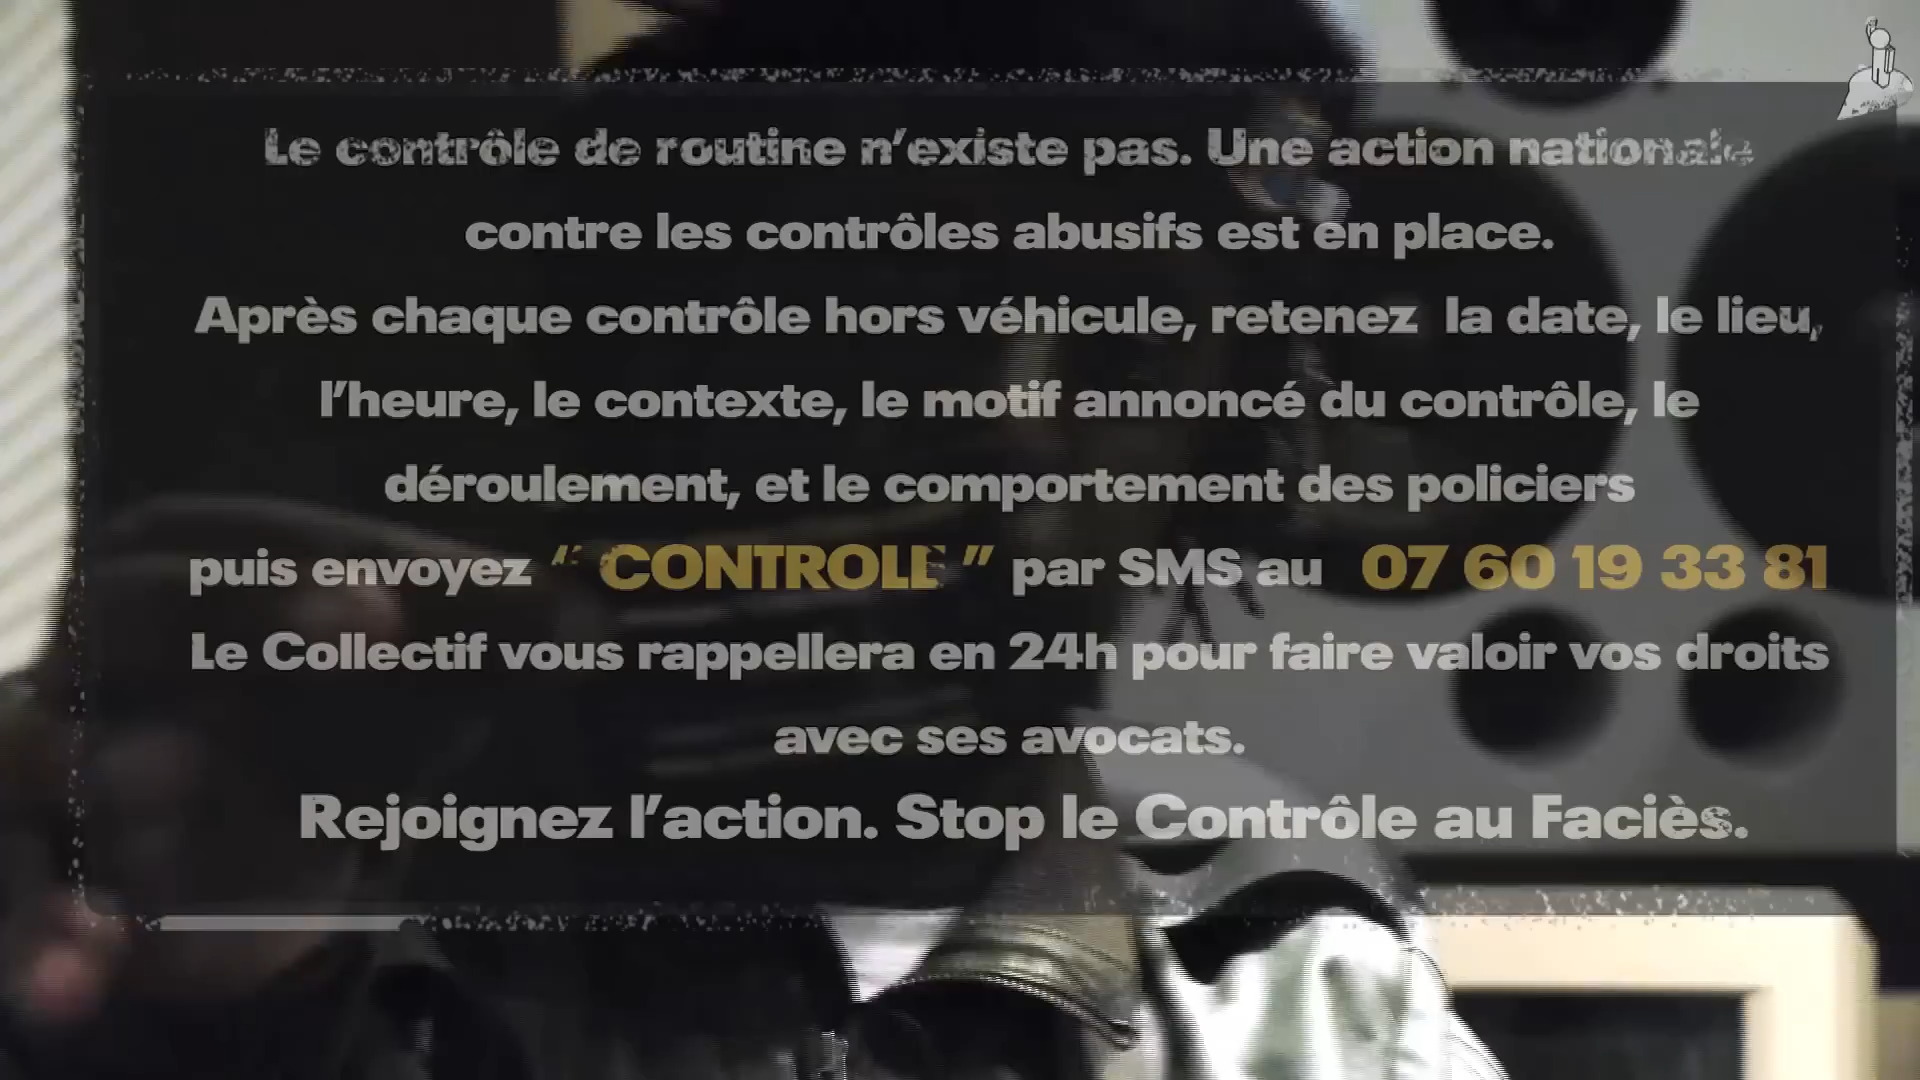 Le contrôle de routine n'existe pas. Une action nationale
contre les contrôles abusifs est en place.
Après chaque contrôle hors véhicule, retenez la date, le lieu,
l'heure, le contexte, le motif annoncé du contrôle, le
déroulement, et le comportement des policiers
puis envoyez " CONTROLE " par SMS au 07 60 19 33 81
Le Collectif vous rappellera en 24h pour faire valoir vos droits
avec ses avocats.
Rejoignez l'action. Stop le Contrôle au Faciès.